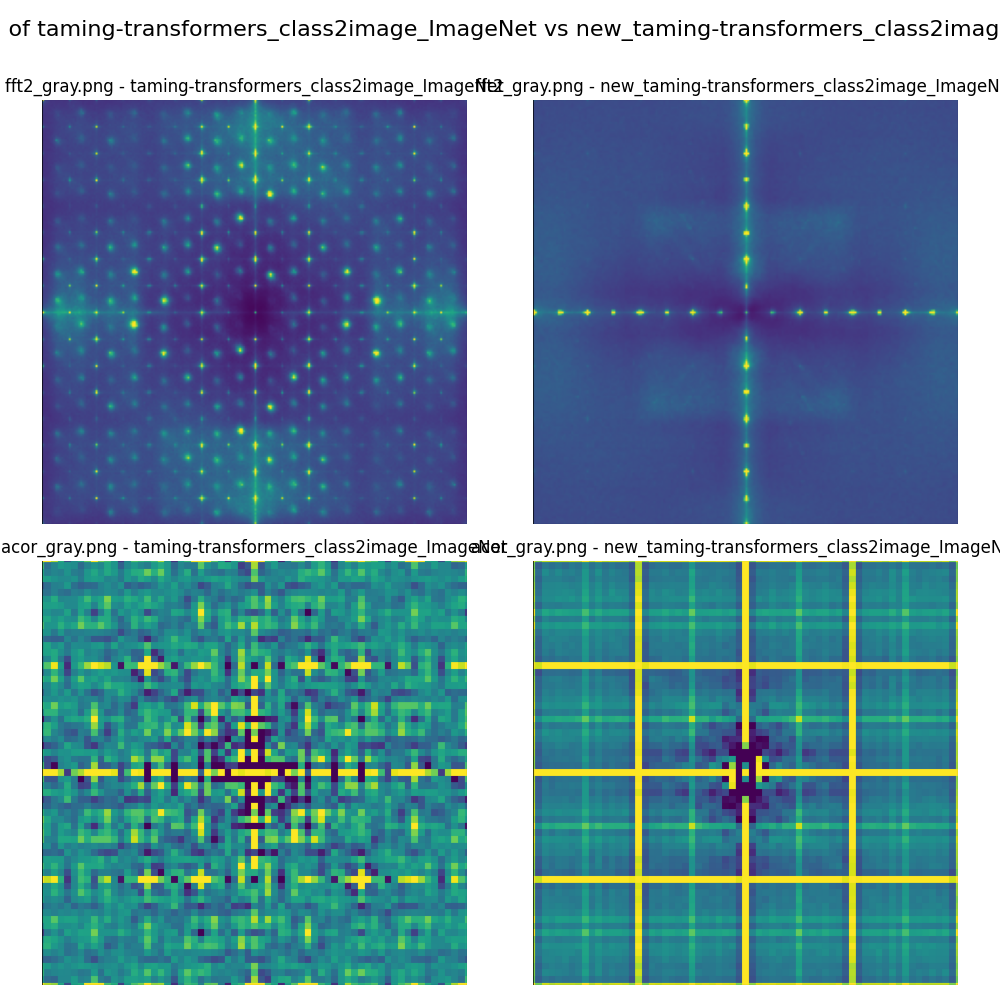 of taming-transformers_class2image_ImageNet vs new_taming-transformers_class2imag
fft2_gray.png - taming-transformers_class2image_ImageNet
fft2_gray.png - new_taming-transformers_class2image_ImageN
acor_gray.png - taming-transformers_class2image_ImageNet
acor_gray.png - new_taming-transformers_class2image_ImageN